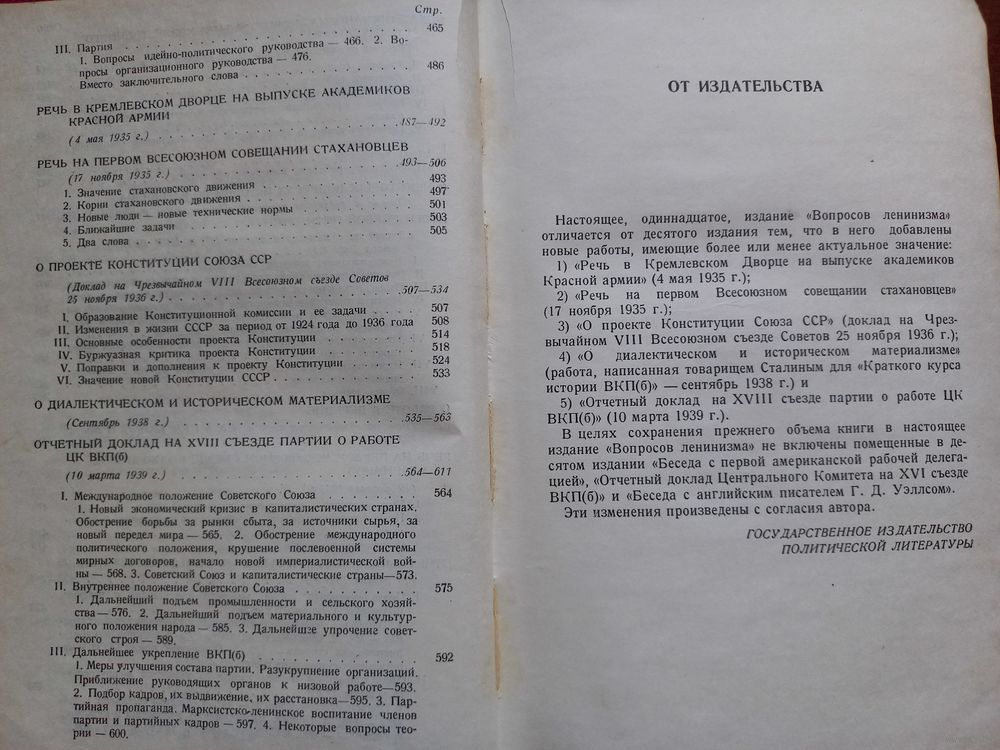 Стр.
III. Партия . . . . . . . . . . . . . . . . . . . 465
1. Вопросы идейно-политического руководства — 466. 2. Во-
просы организационного руководства — 476.
Вместо заключительного слова . . . . . . . . . . . . 486
РЕЧЬ В КРЕМЛЕВСКОМ ДВОРЦЕ НА ВЫПУСКЕ АКАДЕМИКОВ
КРАСНОЙ АРМИИ
(4 мая 1935 г.) . . . . . . . . . . . . . . . . 487—492
РЕЧЬ НА ПЕРВОМ ВСЕСОЮЗНОМ СОВЕЩАНИИ СТАХАНОВЦЕВ
(17 ноября 1935 г.) . . . . . . . . . . . . . . 493—506
1. Значение стахановского движения . . . . . . . . . 493
2. Корни стахановского движения . . . . . . . . . . 497
3. Новые люди — новые технические нормы . . . . . . 501
4. Ближайшие задачи . . . . . . . . . . . . . . . 503
5. Два слова . . . . . . . . . . . . . . . . . . 505
О ПРОЕКТЕ КОНСТИТУЦИИ СОЮЗА ССР
(Доклад на Чрезвычайном VIII Всесоюзном съезде Советов
25 ноября 1936 г.) . . . . . . . . . . . . . . 507—534
I. Образование Конституционной комиссии и ее задачи . . . . 507
II. Изменения в жизни СССР за период от 1924 года до 1936 года 508
III. Основные особенности проекта Конституции . . . . . . 514
IV. Буржуазная критика проекта Конституции . . . . . . 518
V. Поправки и дополнения к проекту Конституции . . . . . 524
VI. Значение новой Конституции СССР . . . . . . . . . 533
О ДИАЛЕКТИЧЕСКОМ И ИСТОРИЧЕСКОМ МАТЕРИАЛИЗМЕ
(Сентябрь 1938 г.) . . . . . . . . . . . . . . 535—563
ОТЧЕТНЫЙ ДОКЛАД НА XVIII СЪЕЗДЕ ПАРТИИ О РАБОТЕ
ЦК ВКП(б)
(10 марта 1939 г.) . . . . . . . . . . . . . . 564—611
I. Международное положение Советского Союза . . . . . . . 564
1. Новый экономический кризис в капиталистических странах.
Обострение борьбы за рынки сбыта, за источники сырья, за
новый передел мира — 565. 2. Обострение международного
политического положения, крушение послевоенной системы
мирных договоров, начало новой империалистической вой-
ны — 568. 3. Советский Союз и капиталистические страны—573.
II. Внутреннее положение Советского Союза . . . . . . . . 575
1. Дальнейший подъем промышленности и сельского хозяй-
ства — 576. 2. Дальнейший подъем материального и культур-
ного положения народа — 585. 3. Дальнейшее упрочение совет-
ского строя — 589.
III. Дальнейшее укрепление ВКП(б) . . . . . . . . . . . 592
1. Меры улучшения состава партии. Разукрупнение организаций.
Приближение руководящих органов к низовой работе—593.
2. Подбор кадров, их выдвижение, их расстановка—595. 3. Пар-
тийная пропаганда. Марксистско-ленинское воспитание членов
партии и партийных кадров — 597. 4. Некоторые вопросы тео-
рии — 600.
ОТ ИЗДАТЕЛЬСТВА
Настоящее, одиннадцатое, издание «Вопросов ленинизма»
отличается от десятого издания тем, что в него добавлены
новые работы, имеющие более или менее актуальное значение:
1) «Речь в Кремлевском Дворце на выпуске академиков
Красной армии» (4 мая 1935 г.);
2) «Речь на первом Всесоюзном совещании стахановцев»
(17 ноября 1935 г.);
3) «О проекте Конституции Союза ССР» (доклад на Чрез-
вычайном VIII Всесоюзном съезде Советов 25 ноября 1936 г.);
4) «О диалектическом и историческом материализме»
(работа, написанная товарищем Сталиным для «Краткого курса
истории ВКП(б)» — сентябрь 1938 г.) и
5) «Отчетный доклад на XVIII съезде партии о работе ЦК
ВКП(б)» (10 марта 1939 г.).
В целях сохранения прежнего объема книги в настоящее
издание «Вопросов ленинизма» не включены помещенные в де-
сятом издании «Беседа с первой американской рабочей делега-
цией», «Отчетный доклад Центрального Комитета на XVI съезде
ВКП(б)» и «Беседа с английским писателем Г. Д. Уэллсом».
Эти изменения произведены с согласия автора.
ГОСУДАРСТВЕННОЕ ИЗДАТЕЛЬСТВО
ПОЛИТИЧЕСКОЙ ЛИТЕРАТУРЫ